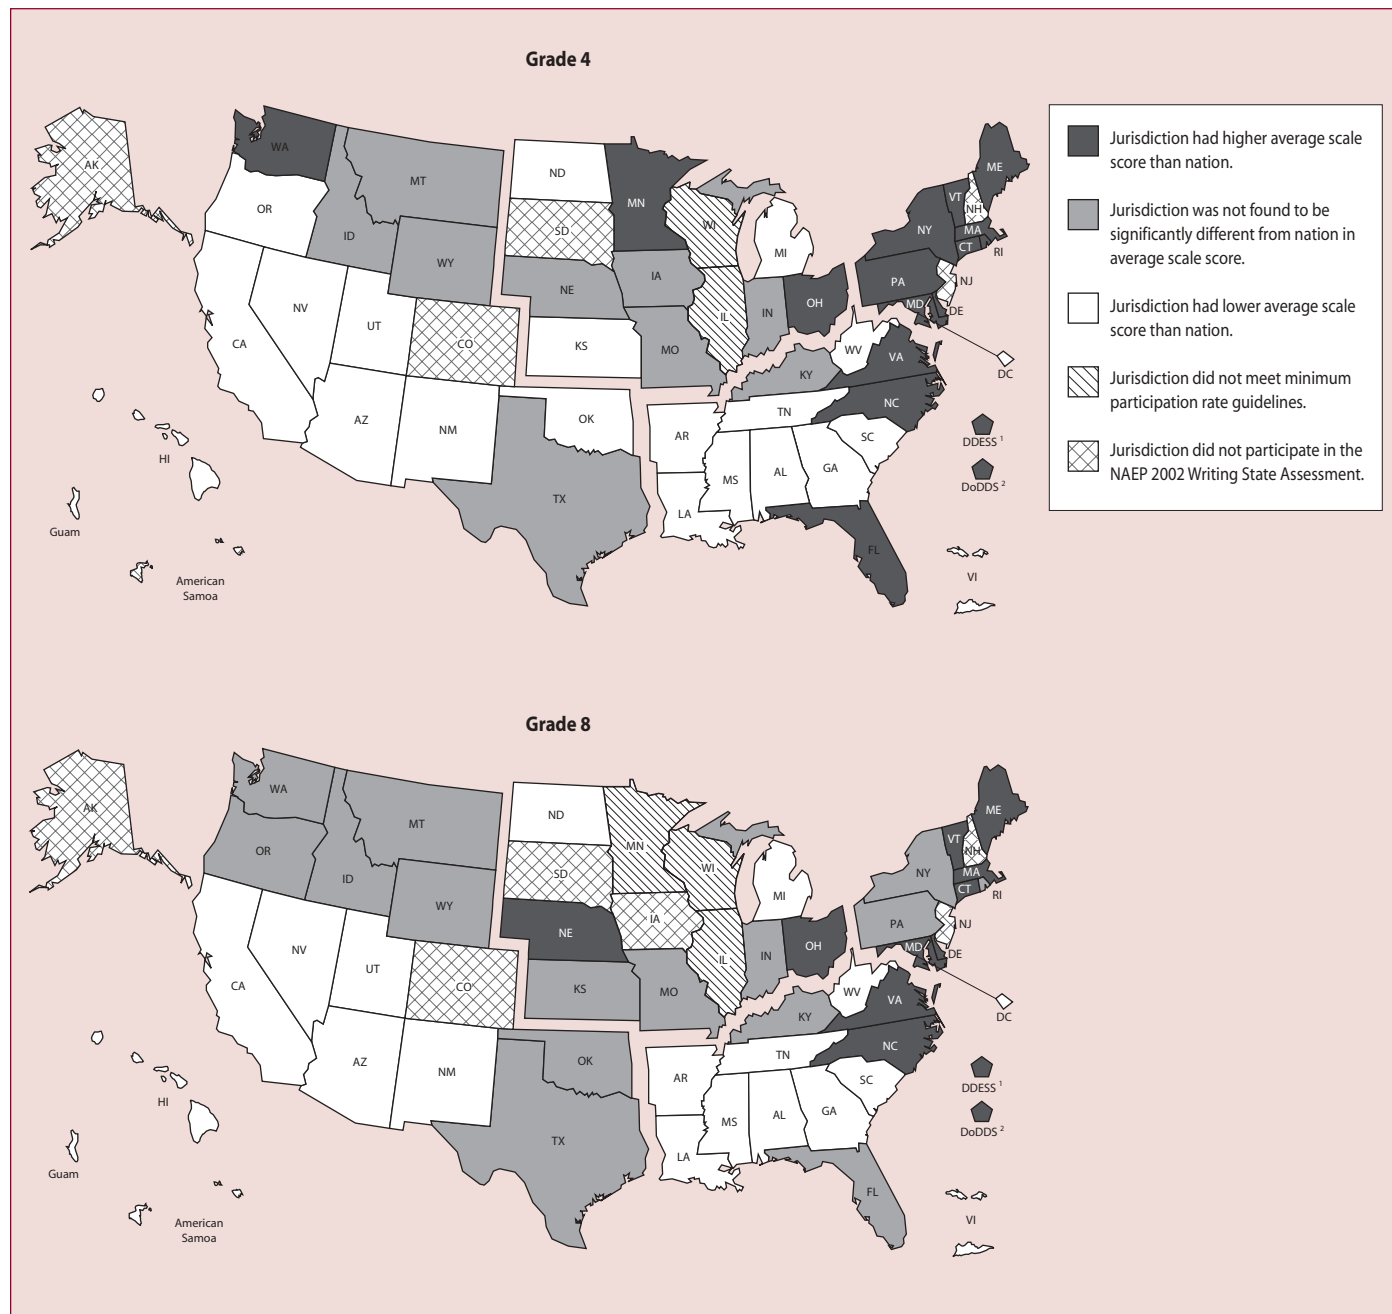 Grade 4
Jurisdiction had higher average scale
score than nation.
Jurisdiction was not found to be
significantly different from nation in
average scale score.
Jurisdiction had lower average scale
score than nation.
Jurisdiction did not meet minimum
participation rate guidelines.
Jurisdiction did not participate in the
NAEP 2002 Writing State Assessment.
AK
WA
OR
CA
NV
ID
MT
WY
UT
AZ
CO
NM
ND
SD
NE
KS
OK
TX
MN
IA
MO
AR
LA
WI
IL
MI
IN
OH
KY
TN
MS
AL
GA
FL
SC
NC
VA
WV
PA
NY
VT
NH
ME
MA
CT
RI
NJ
DE
MD
DC
DDESS 1
DoDDS 2
VI
HI
Guam
American
Samoa
Grade 8
AK
WA
OR
CA
NV
ID
MT
WY
UT
AZ
CO
NM
ND
SD
NE
KS
OK
TX
MN
IA
MO
AR
LA
WI
IL
MI
IN
OH
KY
TN
MS
AL
GA
FL
SC
NC
VA
WV
PA
NY
VT
NH
ME
MA
CT
RI
NJ
DE
MD
DC
DDESS 1
DoDDS 2
VI
HI
Guam
American
Samoa